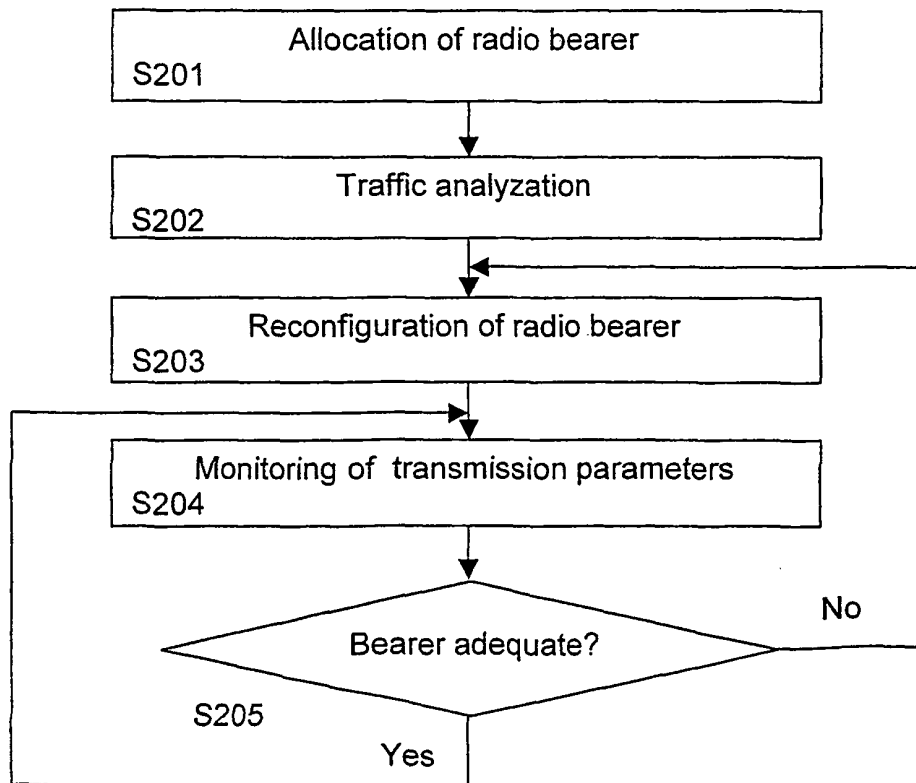 Allocation of radio bearer
S201
Traffic analyzation
S202
Reconfiguration of radio bearer
S203
Monitoring of transmission parameters
S204
Bearer adequate?
No
S205
Yes